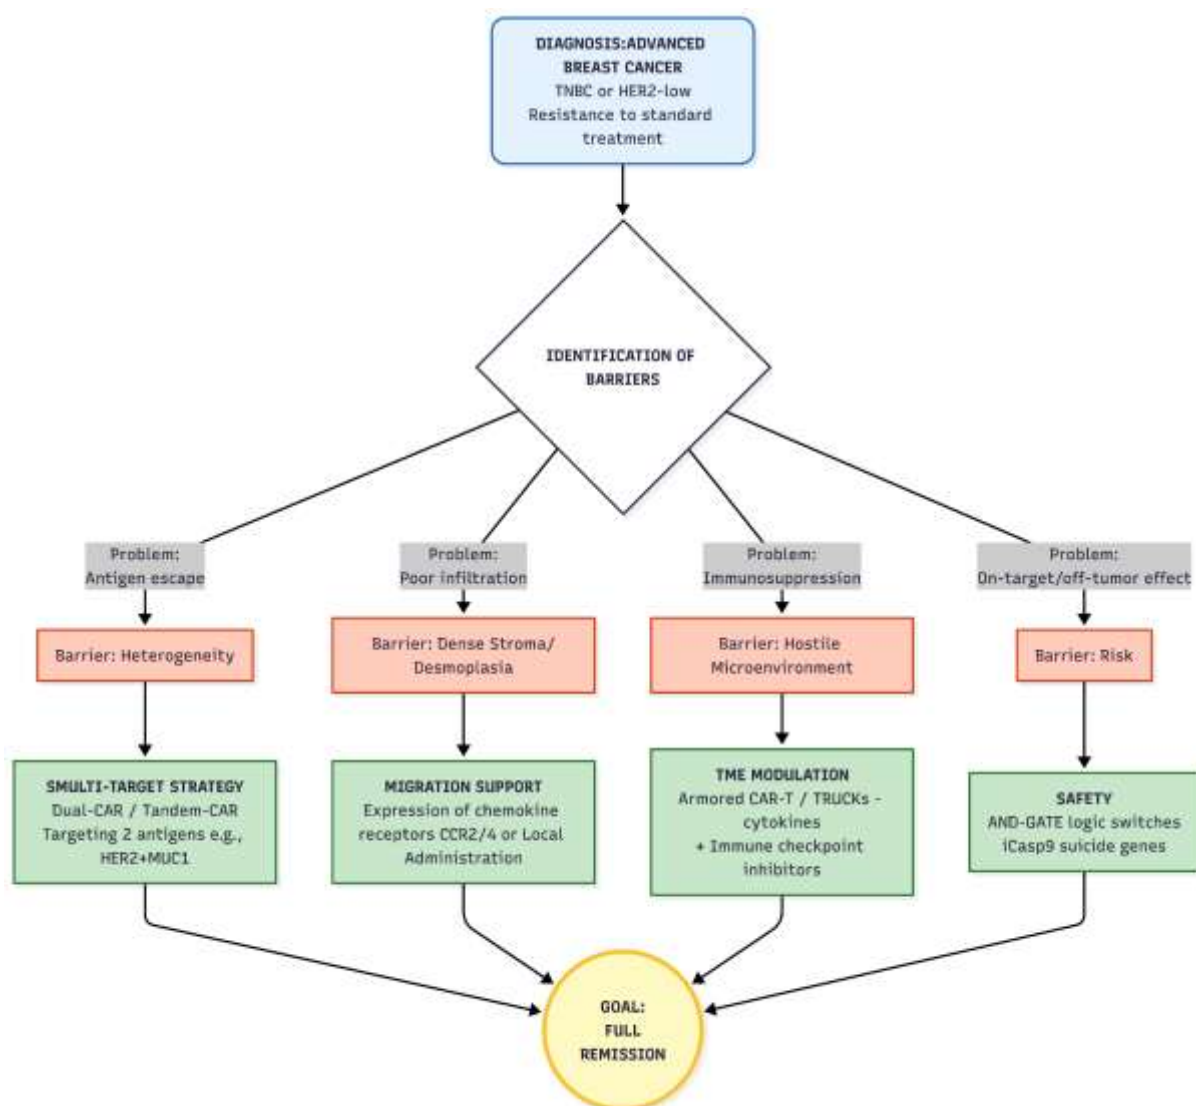 DIAGNOSIS:ADVANCED
BREAST CANCER
TNBC or HER2-low
Resistance to standard
treatment
IDENTIFICATION OF
BARRIERS
Problem:
Antigen escape
Problem:
Poor infiltration
Problem:
Immunosuppression
Problem:
On-target/off-tumor effect
Barrier: Heterogeneity
Barrier: Dense Stroma/
Desmoplasia
Barrier: Hostile
Microenvironment
Barrier: Risk
SMULTI-TARGET STRATEGY
Dual-CAR / Tandem-CAR
Targeting 2 antigens e.g.,
HER2+MUC1
MIGRATION SUPPORT
Expression of chemokine
receptors CCR2/4 or Local
Administration
TME MODULATION
Armored CAR-T / TRUCKs -
cytokines
+ Immune checkpoint
inhibitors
SAFETY
AND-GATE logic switches
iCasp9 suicide genes
GOAL:
FULL
REMISSION